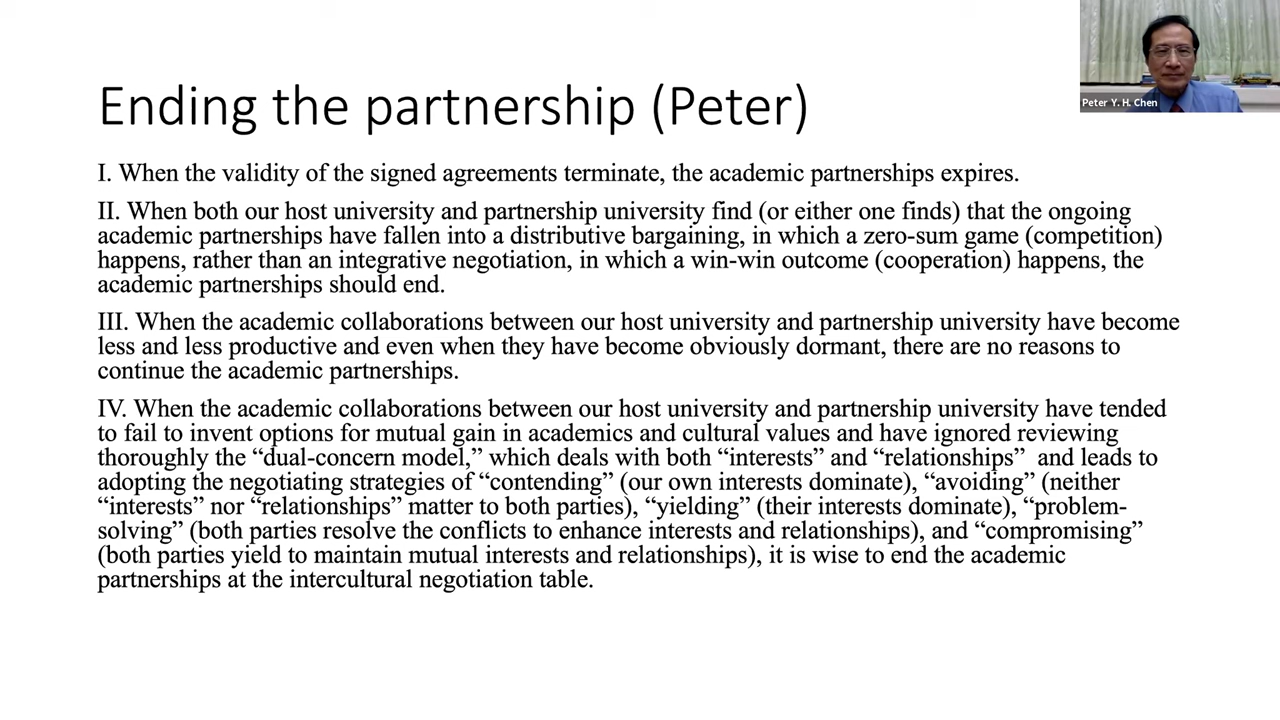 Ending the partnership (Peter)
Peter Y. H. Chen
I. When the validity of the signed agreements terminate, the academic partnerships expires.
II. When both our host university and partnership university find (or either one finds) that the ongoing
academic partnerships have fallen into a distributive bargaining, in which a zero-sum game (competition)
happens, rather than an integrative negotiation, in which a win-win outcome (cooperation) happens, the
academic partnerships should end.
III. When the academic collaborations between our host university and partnership university have become
less and less productive and even when they have become obviously dormant, there are no reasons to
continue the academic partnerships.
IV. When the academic collaborations between our host university and partnership university have tended
to fail to invent options for mutual gain in academics and cultural values and have ignored reviewing
thoroughly the “dual-concern model,” which deals with both “interests” and “relationships” and leads to
adopting the negotiating strategies of “contending” (our own interests dominate), “avoiding” (neither
“interests” nor “relationships” matter to both parties), “yielding” (their interests dominate), “problem-
solving” (both parties resolve the conflicts to enhance interests and relationships), and “compromising”
(both parties yield to maintain mutual interests and relationships), it is wise to end the academic
partnerships at the intercultural negotiation table.